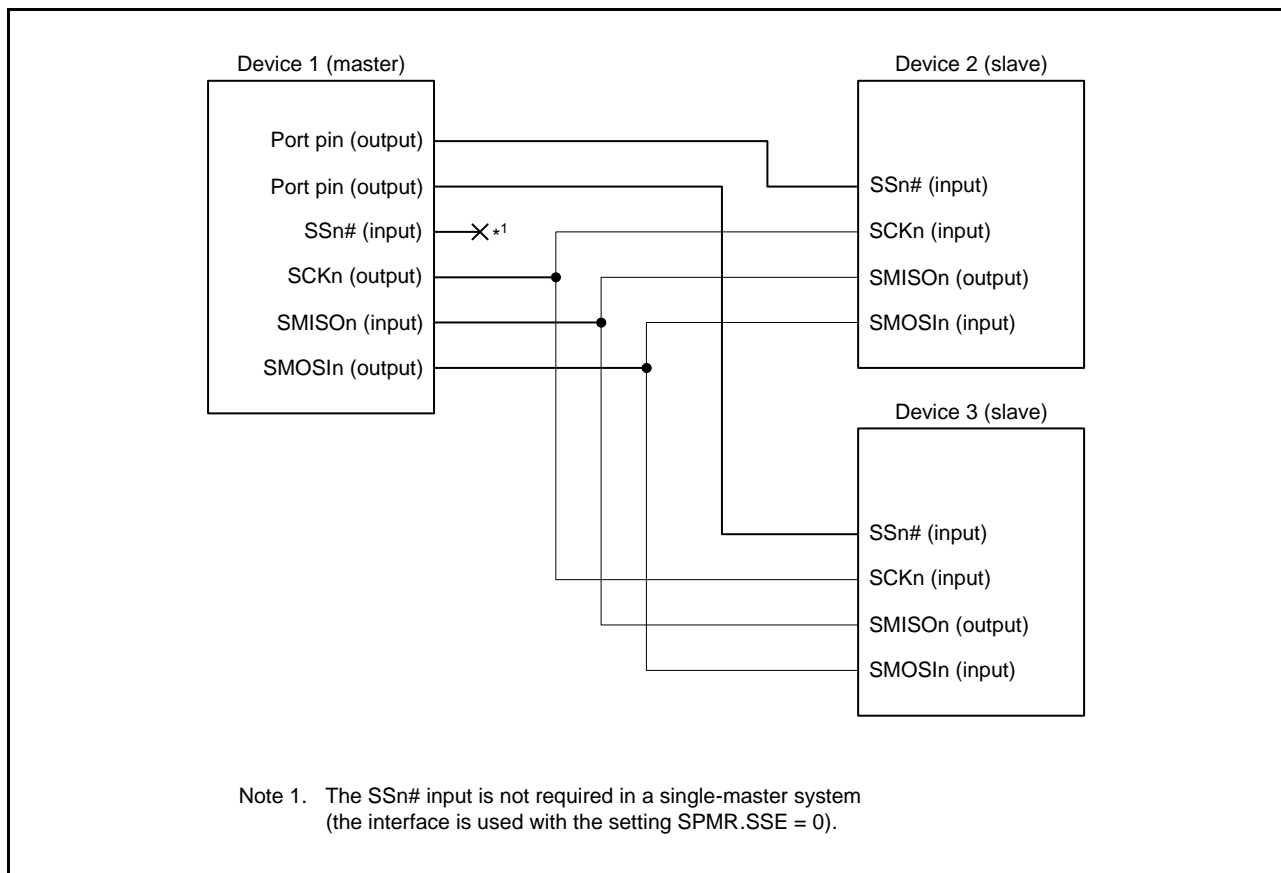 Device 1 (master)
Port pin (output)
Port pin (output)
SSn# (input)
*1
SCKn (output)
SMISOn (input)
SMOSIn (output)
Device 2 (slave)
SSn# (input)
SCKn (input)
SMISOn (output)
SMOSIn (input)
Device 3 (slave)
SSn# (input)
SCKn (input)
SMISOn (output)
SMOSIn (input)
Note 1. The SSn# input is not required in a single-master system
(the interface is used with the setting SPMR.SSE = 0).